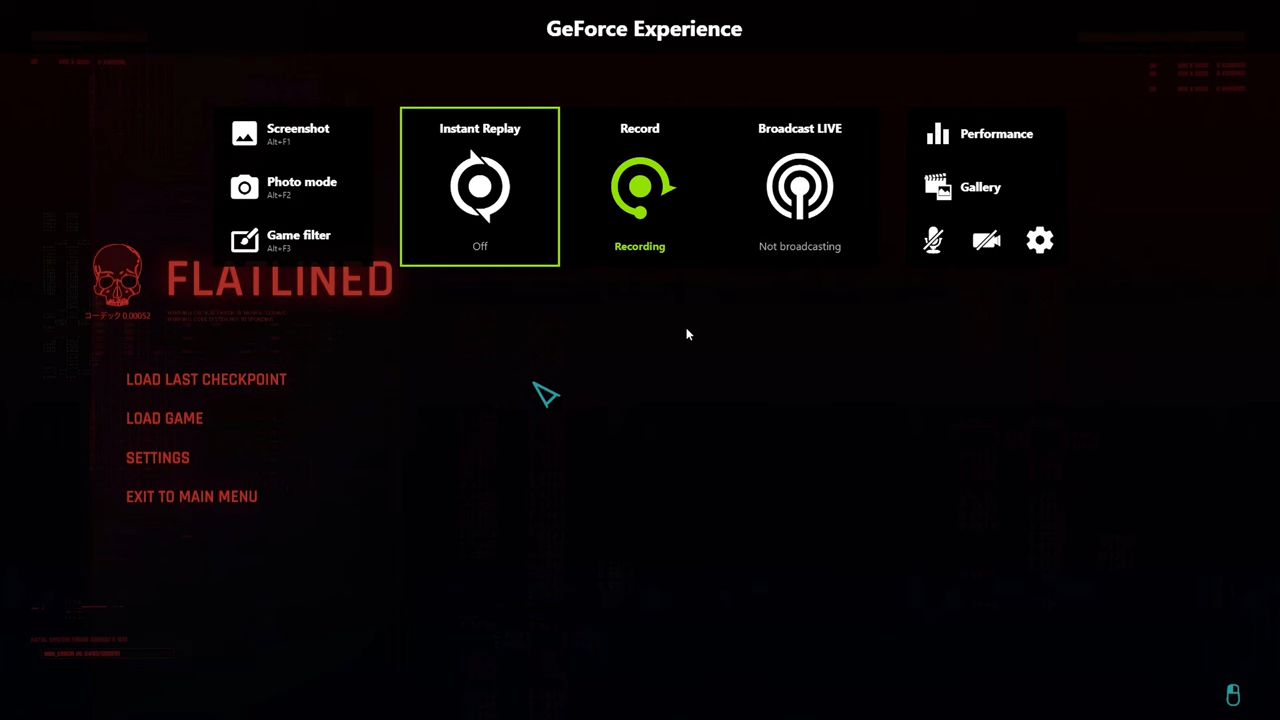 GeForce Experience
Screenshot
Alt+F1
Photo mode
Alt+F2
Game filter
Alt+F3
Instant Replay
Off
Record
Recording
Broadcast LIVE
Not broadcasting
Performance
Gallery
FLATLINED
コーデック 0.00052
LOAD LAST CHECKPOINT
LOAD GAME
SETTINGS
EXIT TO MAIN MENU